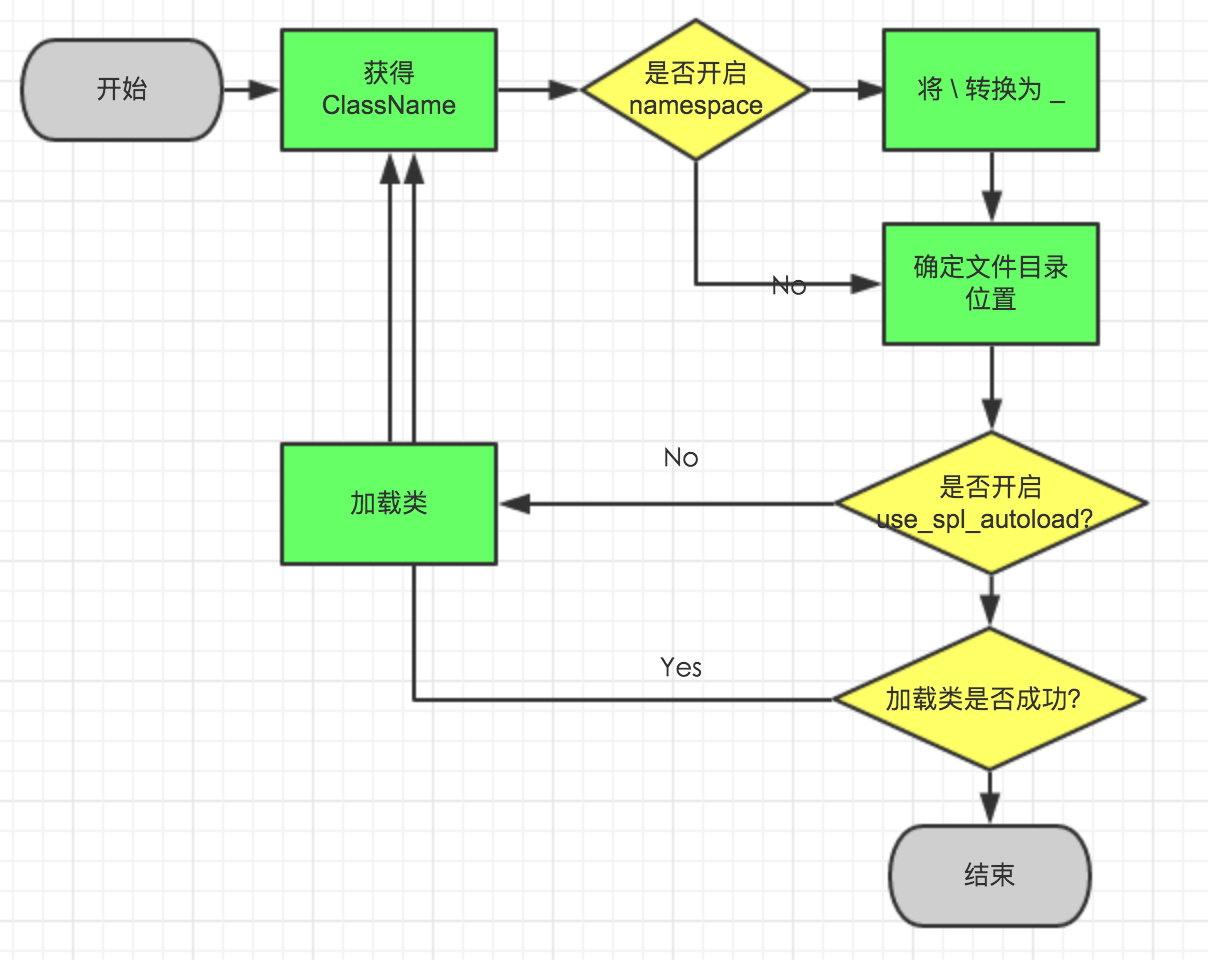 开始
获得
ClassName
是否开启
namespace
将 \ 转换为 _
No
确定文件目录
位置
No
是否开启
use_spl_autoload?
加载类
Yes
加载类是否成功?
结束